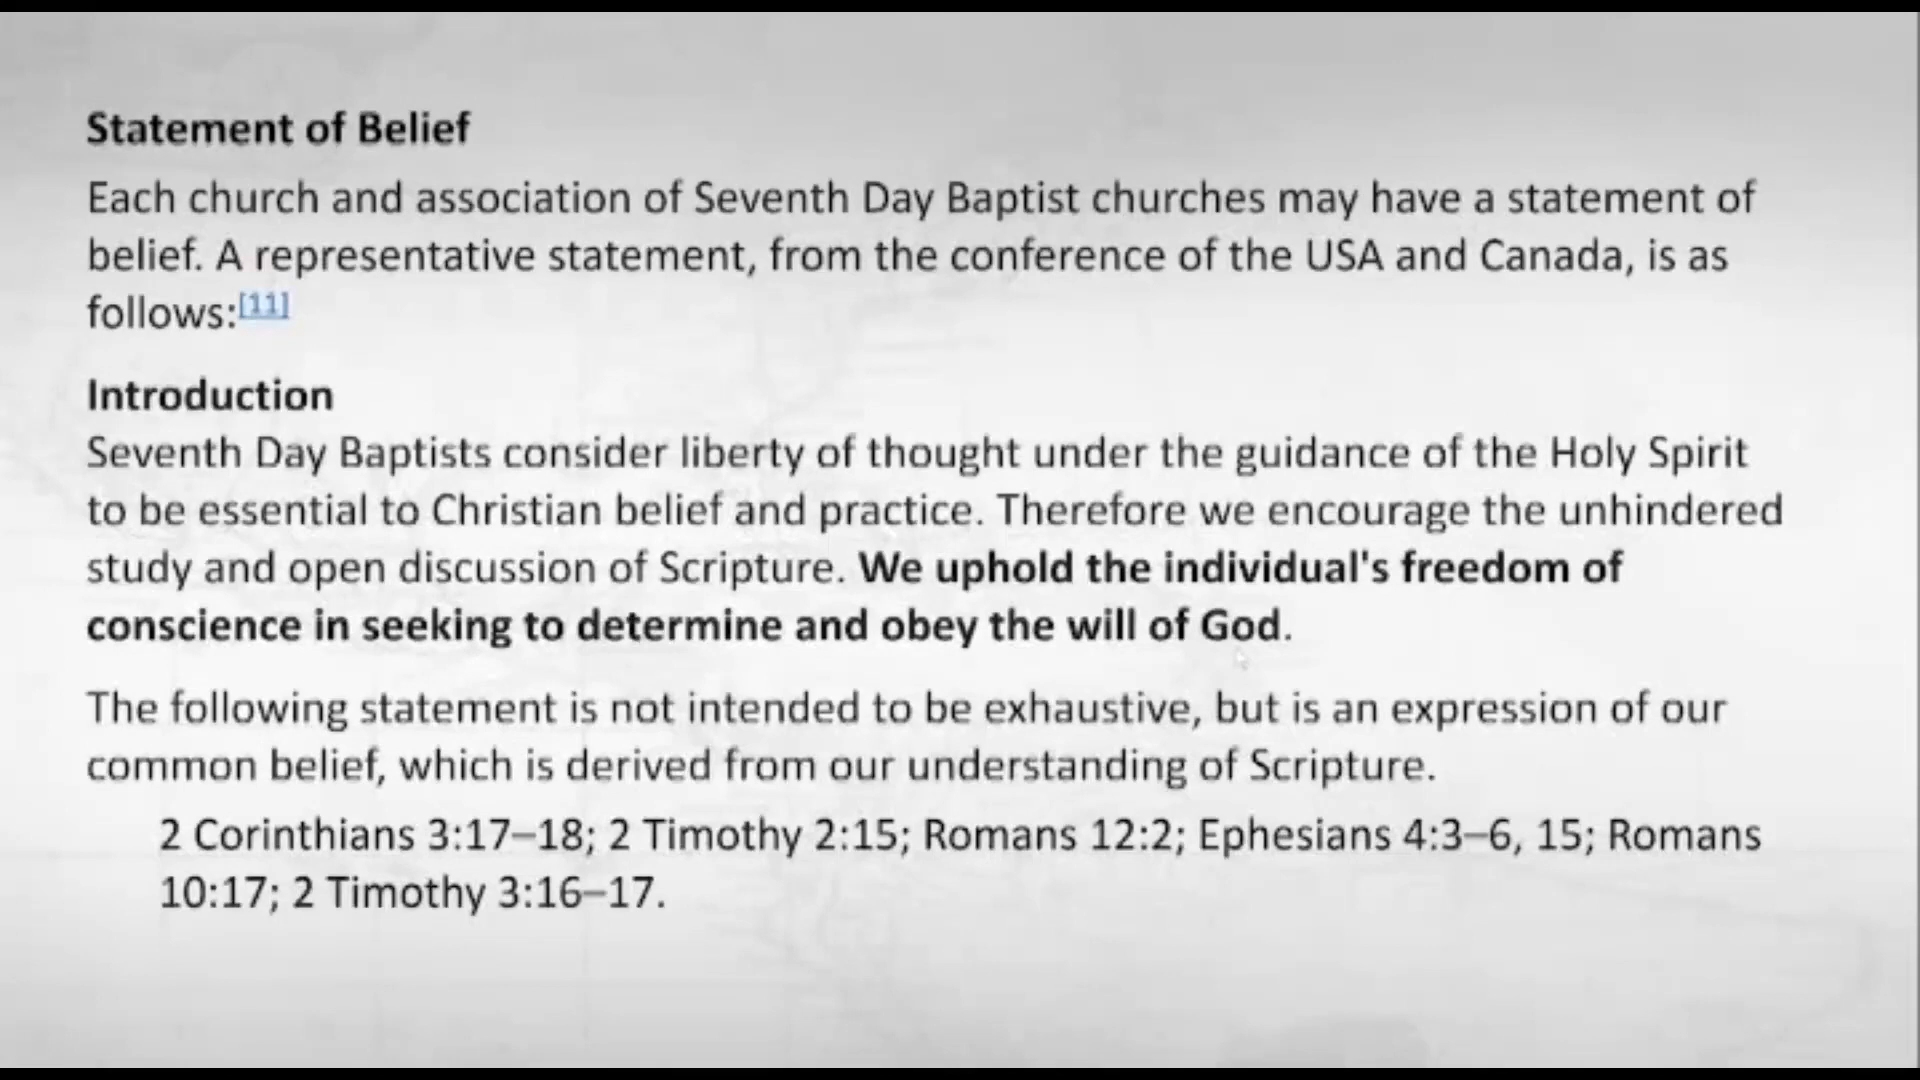 Statement of Belief
Each church and association of Seventh Day Baptist churches may have a statement of
belief. A representative statement, from the conference of the USA and Canada, is as
follows:[11]
Introduction
Seventh Day Baptists consider liberty of thought under the guidance of the Holy Spirit
to be essential to Christian belief and practice. Therefore we encourage the unhindered
study and open discussion of Scripture. We uphold the individual's freedom of
conscience in seeking to determine and obey the will of God.
The following statement is not intended to be exhaustive, but is an expression of our
common belief, which is derived from our understanding of Scripture.
2 Corinthians 3:17–18; 2 Timothy 2:15; Romans 12:2; Ephesians 4:3–6, 15; Romans
10:17; 2 Timothy 3:16–17.